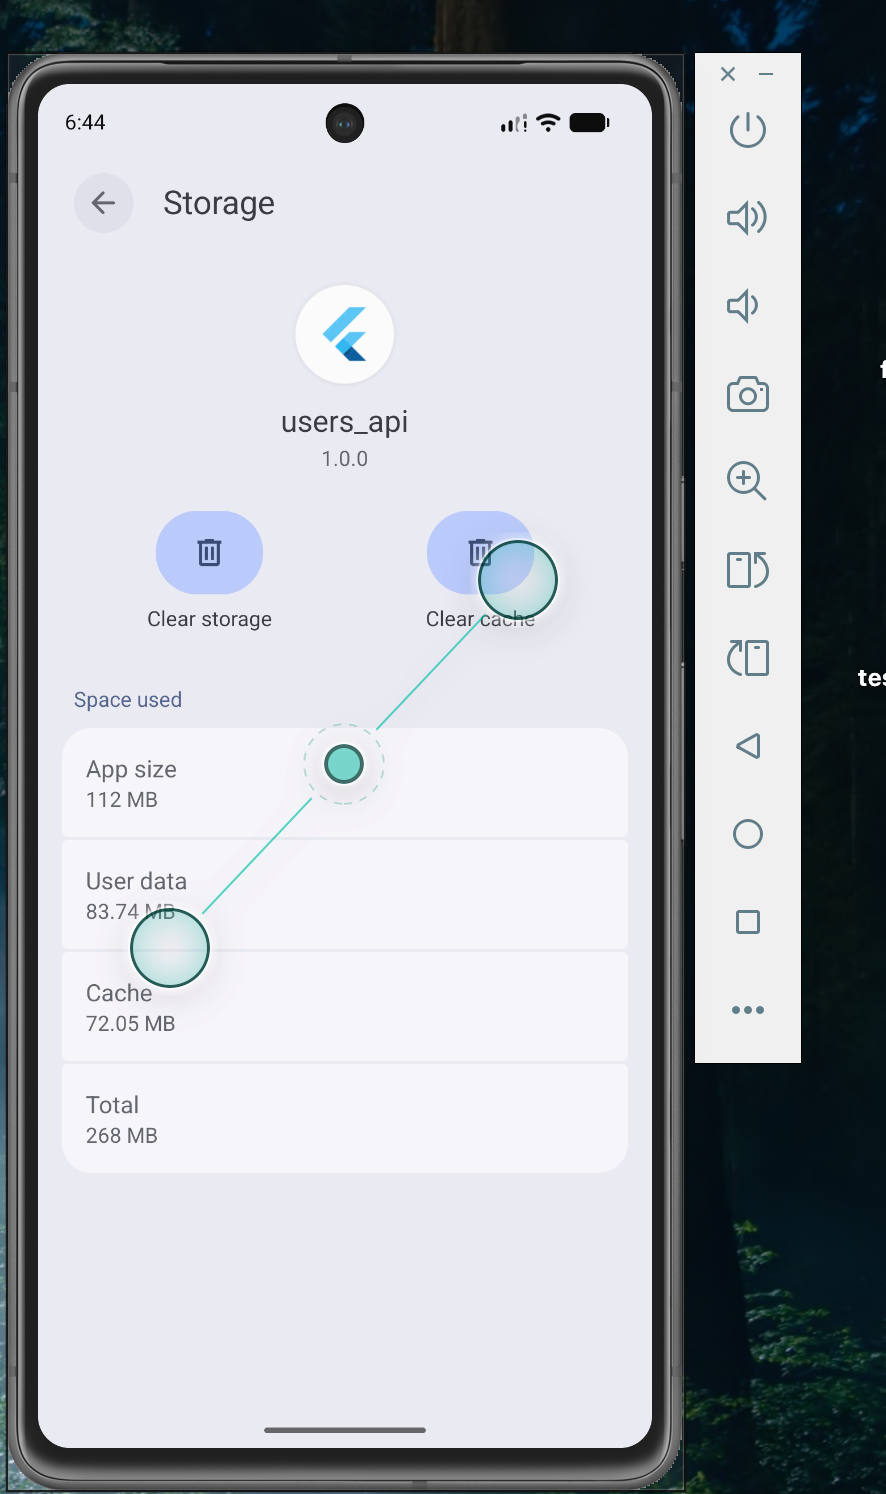 6:44
Storage
users_api
1.0.0
Clear storage
Clear cache
Space used
App size
112 MB
User data
83.74 MB
Cache
72.05 MB
Total
268 MB